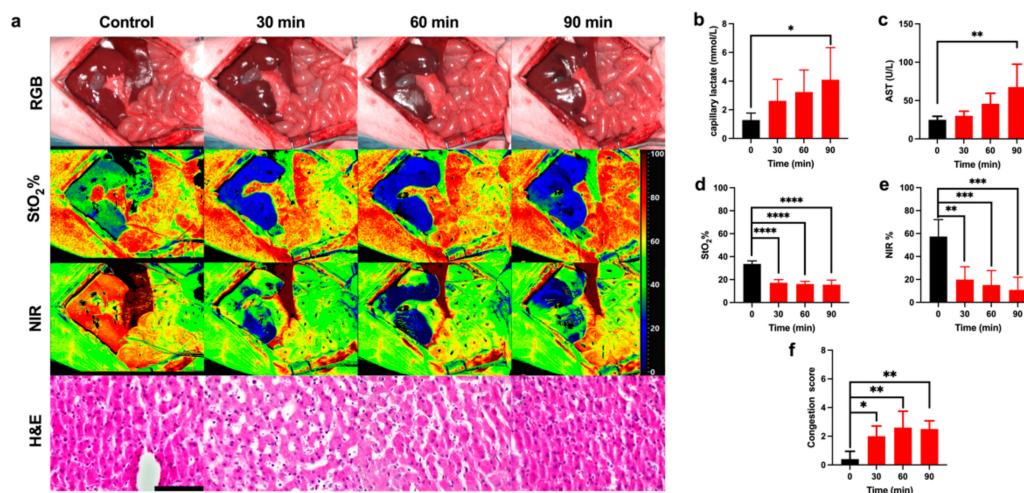 a
Control 30 min 60 min 90 min
RGB
StO2%
NIR
H&E
100
80
60
40
20
0
b
capillary lactate (mmol/L)
8
6
4
2
0
*
0 30 60 90
Time (min)
c
AST (U/L)
150
100
50
0
**
0 30 60 90
Time (min)
d
StO2%
100
80
60
40
20
0
****
****
****
0 30 60 90
Time (min)
e
NIR %
100
80
60
40
20
0
***
***
**
0 30 60 90
Time (min)
f
Congestion score
8
6
4
2
0
**
**
*
0 30 60 90
Time (min)